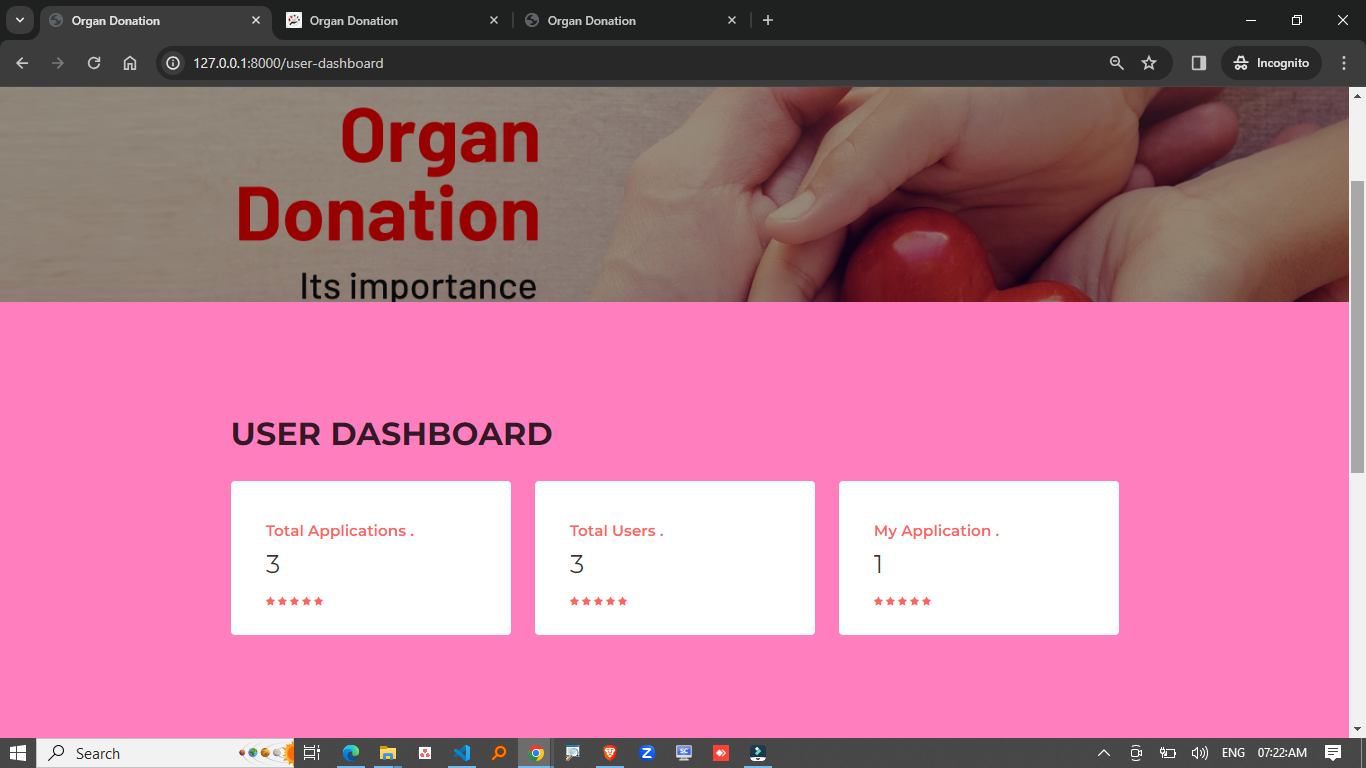 Organ Donation
Organ Donation
Organ Donation
127.0.0.1:8000/user-dashboard
Incognito
Organ
Donation
Its importance
USER DASHBOARD
Total Applications .
3
Total Users .
3
My Application .
1
Search
ENG
07:22:AM